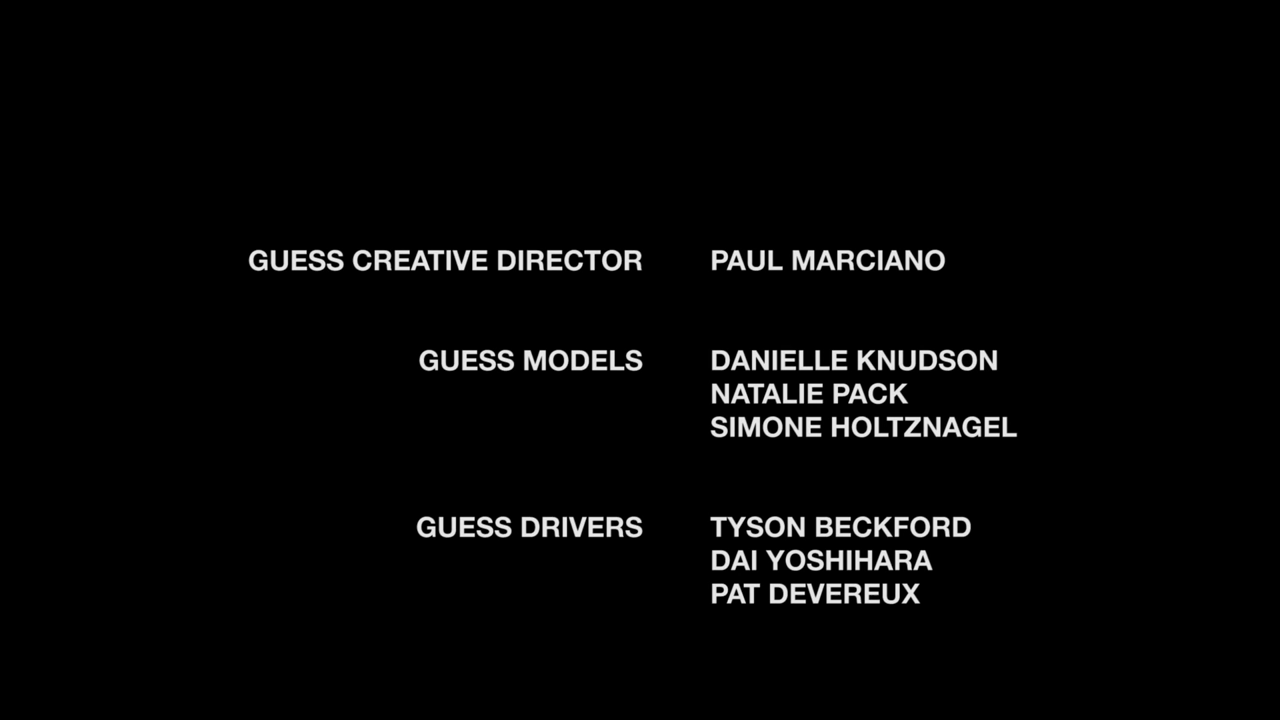 GUESS CREATIVE DIRECTOR PAUL MARCIANO
GUESS MODELS DANIELLE KNUDSON
NATALIE PACK
SIMONE HOLTZNAGEL
GUESS DRIVERS TYSON BECKFORD
DAI YOSHIHARA
PAT DEVEREUX